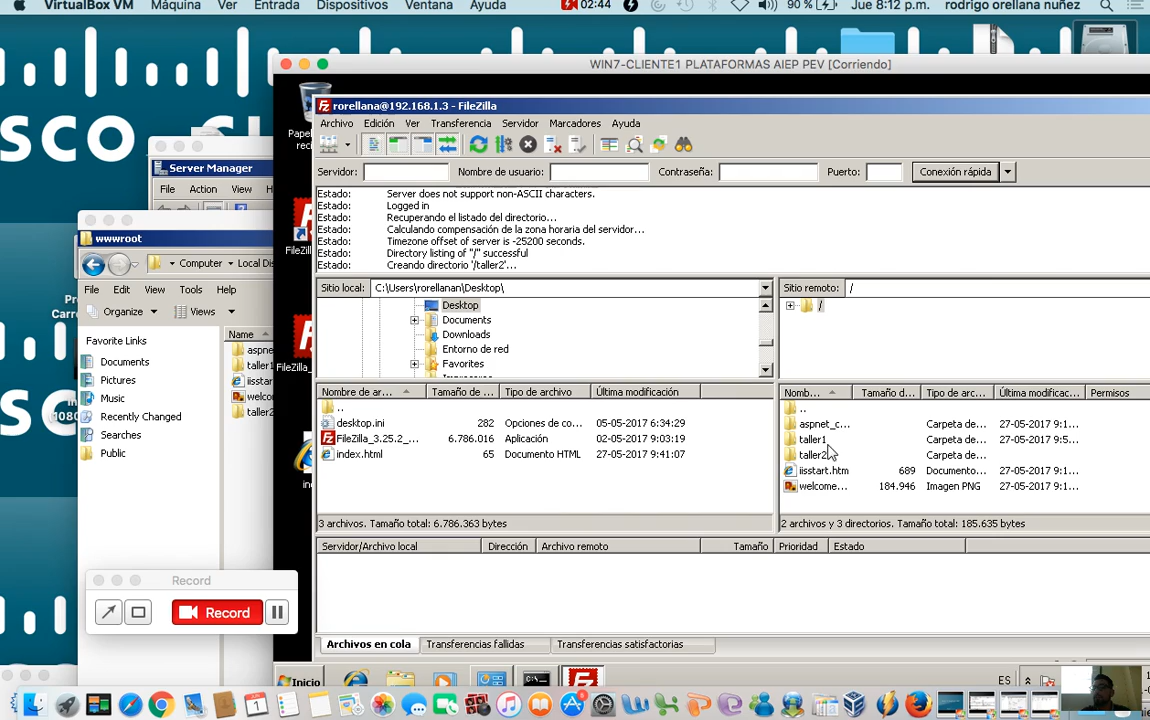 VirtualBox VM Máquina Ver Entrada Dispositivos Ventana Ayuda 02:44 90 % Jue 8:12 p.m. rodrigo orellana nuñez
WIN7-CLIENTE1 PLATAFORMAS AIEP PEV [Corriendo]
rorellana@192.168.1.3 - FileZilla
Archivo Edición Ver Transferencia Servidor Marcadores Ayuda
Servidor: Nombre de usuario: Contraseña: Puerto: Conexión rápida
Estado: Server does not support non-ASCII characters.
Estado: Logged in
Estado: Recuperando el listado del directorio...
Estado: Calculando compensación de la zona horaria del servidor...
Estado: Timezone offset of server is -25200 seconds.
Estado: Directory listing of "/" successful
Estado: Creando directorio '/taller2'...
Sitio local: C:\Users\rorellanan\Desktop\
Desktop
Documents
Downloads
Entorno de red
Favorites
Nombre de ar... Tamaño de ... Tipo de archivo Última modificación
..
desktop.ini 282 Opciones de co... 05-05-2017 6:34:29
FileZilla_3.25.2_... 6.786.016 Aplicación 02-05-2017 9:03:19
index.html 65 Documento HTML 27-05-2017 9:41:07
3 archivos. Tamaño total: 6.786.363 bytes
Sitio remoto: /
/
Nomb... Tamaño d... Tipo de arc... Última modificac... Permisos
..
aspnet_c... Carpeta de... 27-05-2017 9:1...
taller1 Carpeta de... 27-05-2017 9:5...
taller2 Carpeta de...
iisstart.htm 689 Documento... 27-05-2017 9:1...
welcome... 184.946 Imagen PNG 27-05-2017 9:1...
2 archivos y 3 directorios. Tamaño total: 185.635 bytes
Servidor/Archivo local Dirección Archivo remoto Tamaño Prioridad Estado
Archivos en cola Transferencias fallidas Transferencias satisfactorias
Inicio ES
Server Manager
File Action View
wwwroot
Computer Local Dis
File Edit View Tools Help
Organize Views
Favorite Links
Documents
Pictures
Music
Recently Changed
Searches
Public
Name
aspne
taller1
iisstar
welco
taller2
Record
Record